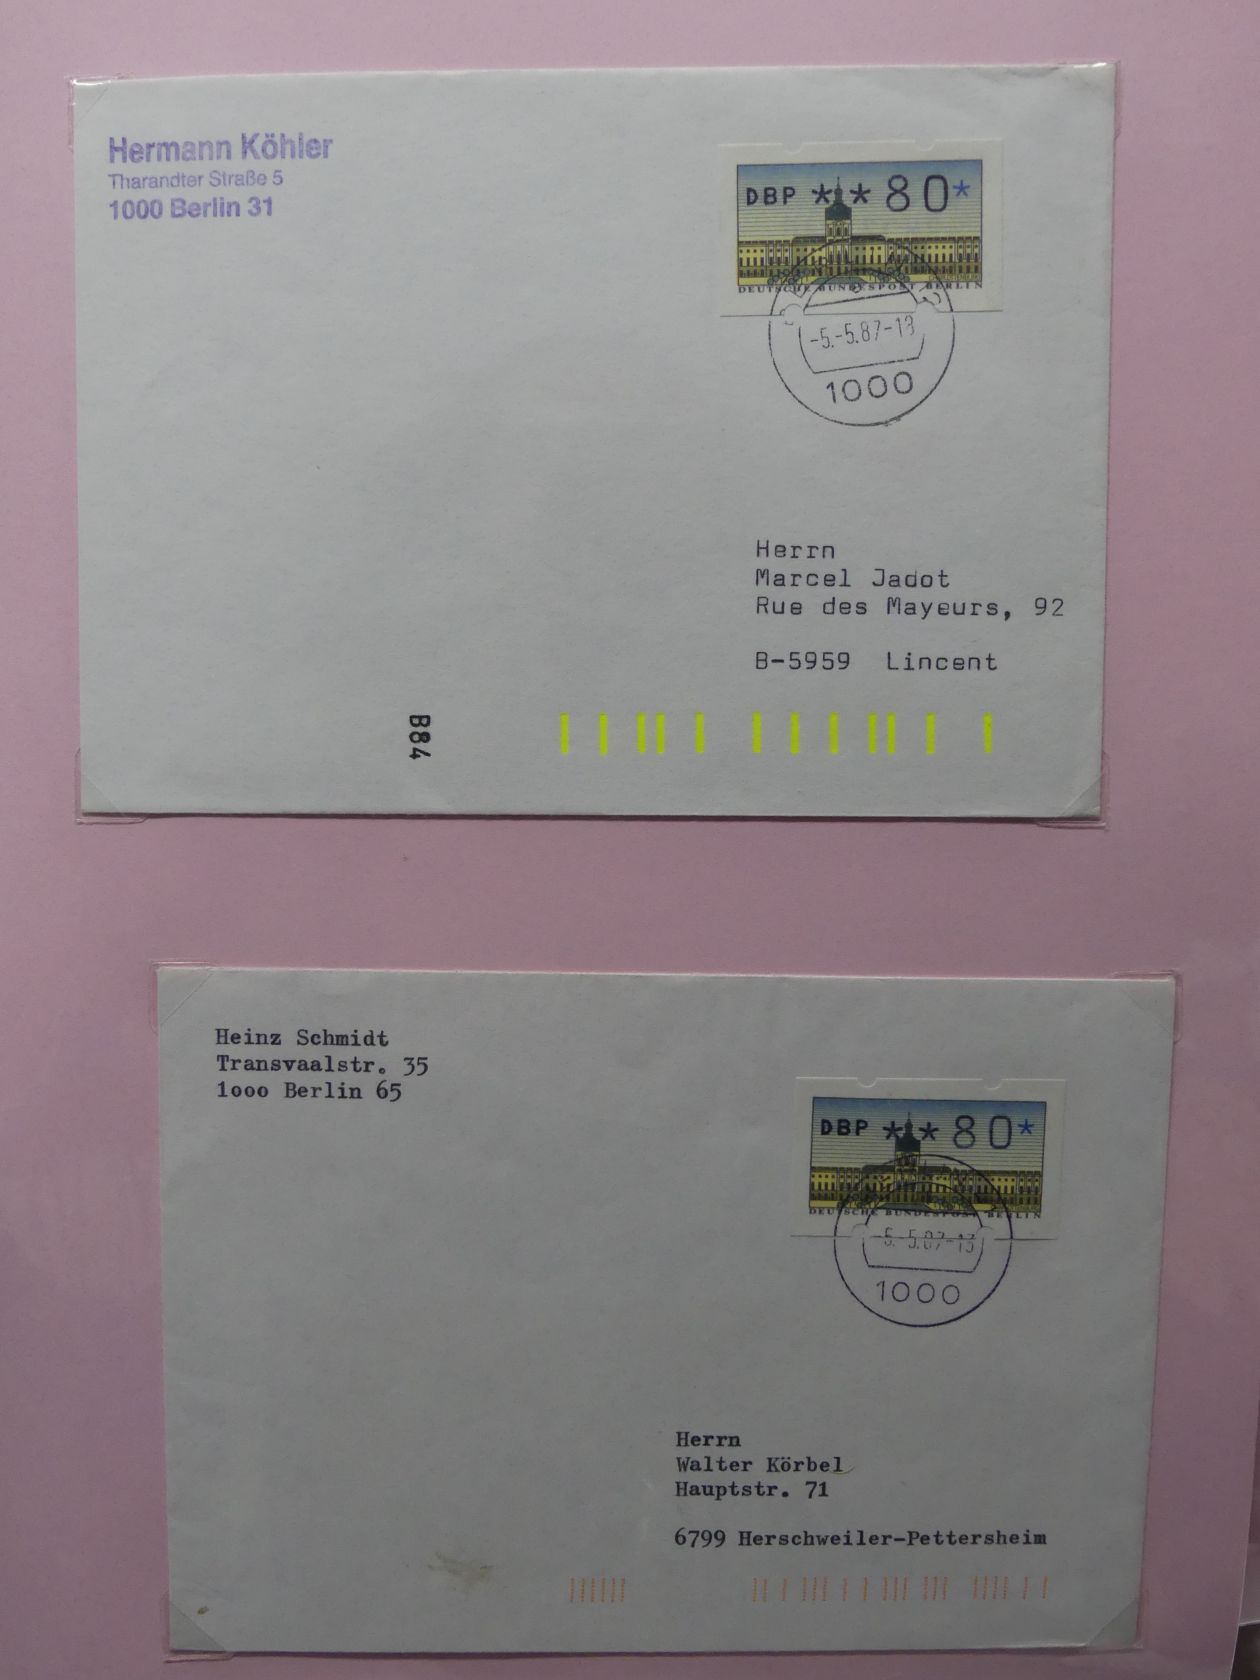 Hermann Köhler
Tharandter Straße 5
1000 Berlin 31
DBP ** 80*
DEUTSCHE BUNDESPOST BERLIN
-5.-5.87-18
1000
Herrn
Marcel Jadot
Rue des Mayeurs, 92
B-5959 Lincent
B84
Heinz Schmidt
Transvaalstr. 35
1ooo Berlin 65
DBP ** 80*
DEUTSCHE BUNDESPOST BERLIN
1000
Herrn
Walter Körbel
Hauptstr. 71
6799 Herschweiler-Pettersheim